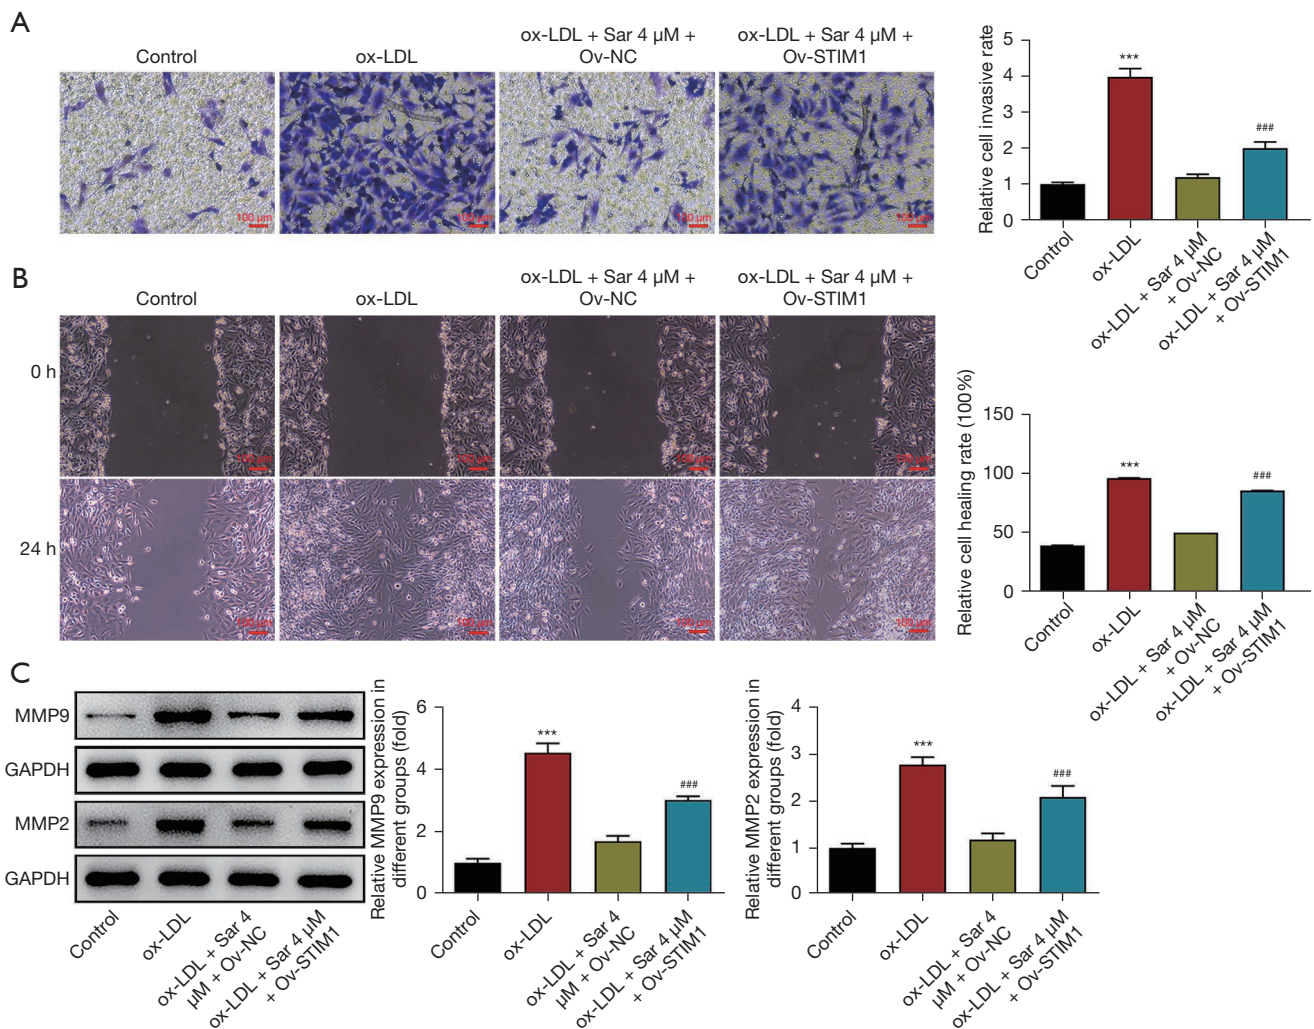 A
Control
ox-LDL
ox-LDL + Sar 4 µM +
Ov-NC
ox-LDL + Sar 4 µM +
Ov-STIM1
100 µm
100 µm
100 µm
100 µm
Relative cell invasive rate
5
4
3
2
1
0
***
###
Control
ox-LDL
ox-LDL + Sar 4 µM
+ Ov-NC
ox-LDL + Sar 4 µM
+ Ov-STIM1
B
Control
ox-LDL
ox-LDL + Sar 4 µM +
Ov-NC
ox-LDL + Sar 4 µM +
Ov-STIM1
0 h
100 µm
100 µm
100 µm
100 µm
24 h
100 µm
100 µm
100 µm
100 µm
Relative cell healing rate (100%)
150
100
50
0
***
###
Control
ox-LDL
ox-LDL + Sar 4 µM
+ Ov-NC
ox-LDL + Sar 4 µM
+ Ov-STIM1
C
MMP9
GAPDH
MMP2
GAPDH
Control
ox-LDL
ox-LDL + Sar 4
µM + Ov-NC
ox-LDL + Sar 4 µM
+ Ov-STIM1
Relative MMP9 expression in
different groups (fold)
6
4
2
0
***
###
Control
ox-LDL
ox-LDL + Sar 4
µM + Ov-NC
ox-LDL + Sar 4 µM
+ Ov-STIM1
Relative MMP2 expression in
different groups (fold)
4
3
2
1
0
***
###
Control
ox-LDL
ox-LDL + Sar 4
µM + Ov-NC
ox-LDL + Sar 4 µM
+ Ov-STIM1